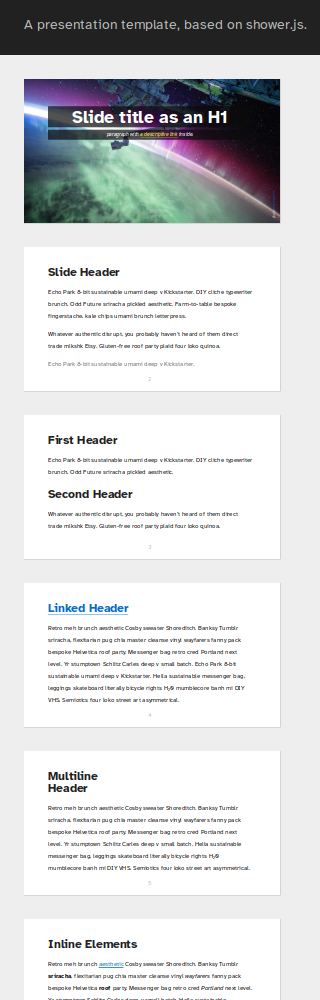 A presentation template, based on shower.js.
Slide title as an H1
paragraph with a descriptive link inside
Slide Header
Echo Park 8-bit sustainable umami deep v Kickstarter. DIY cliche typewriter
brunch. Odd Future sriracha pickled aesthetic. Farm-to-table bespoke
fingerstache, kale chips umami brunch letterpress.
Whatever authentic disrupt, you probably haven't heard of them direct
trade mlkshk Etsy. Gluten-free roof party plaid four loko quinoa.
Echo Park 8-bit sustainable umami deep v Kickstarter.
2
First Header
Echo Park 8-bit sustainable umami deep v Kickstarter. DIY cliche typewriter
brunch. Odd Future sriracha pickled aesthetic.
Second Header
Whatever authentic disrupt, you probably haven't heard of them direct
trade mlkshk Etsy. Gluten-free roof party plaid four loko quinoa.
3
Linked Header
Retro meh brunch aesthetic Cosby sweater Shoreditch. Banksy Tumblr
sriracha, flexitarian pug chia master cleanse vinyl wayfarers fanny pack
bespoke Helvetica roof party. Messenger bag retro cred Portland next
level. Yr stumptown Schlitz Carles deep v small batch. Echo Park 8-bit
sustainable umami deep v Kickstarter. Hella sustainable messenger bag,
leggings skateboard literally bicycle rights H₂0 mumblecore banh mi DIY
VHS. Semiotics four loko street art asymmetrical.
4
Multiline
Header
Retro meh brunch aesthetic Cosby sweater Shoreditch. Banksy Tumblr
sriracha, flexitarian pug chia master cleanse vinyl wayfarers fanny pack
bespoke Helvetica roof party. Messenger bag retro cred Portland next
level. Yr stumptown Schlitz Carles deep v small batch. Hella sustainable
messenger bag, leggings skateboard literally bicycle rights H₂0
mumblecore banh mi DIY VHS. Semiotics four loko street art asymmetrical.
5
Inline Elements
Retro meh brunch aesthetic Cosby sweater Shoreditch. Banksy Tumblr
sriracha, flexitarian pug chia master cleanse vinyl wayfarers fanny pack
bespoke Helvetica roof party. Messenger bag retro cred Portland next level.